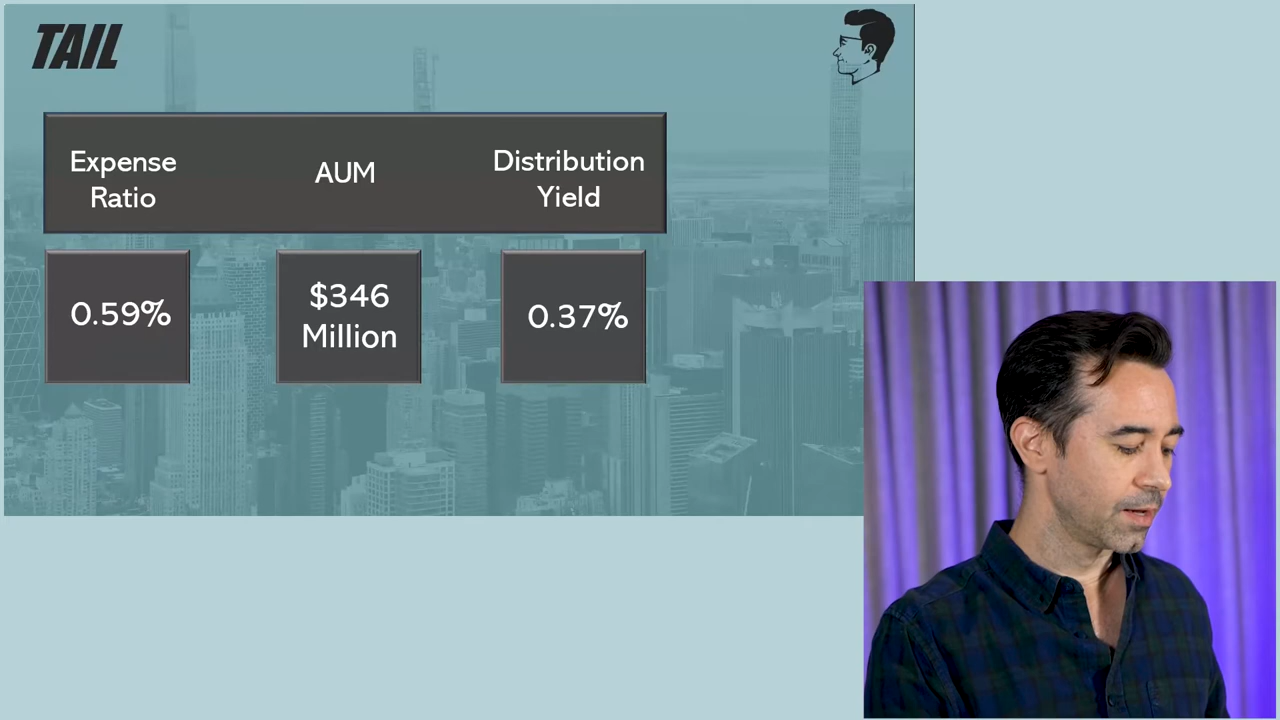 TAIL
Expense
Ratio
AUM
Distribution
Yield
0.59%
$346
Million
0.37%